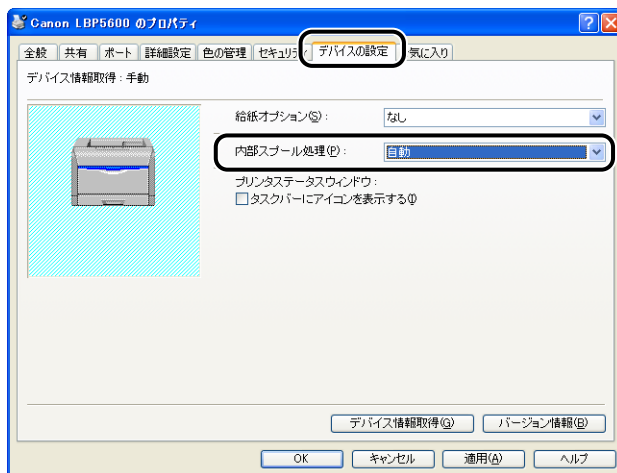 Canon LBP5600 のプロパティ
全般 共有 ポート 詳細設定 色の管理 セキュリティ デバイスの設定 気に入り
デバイス情報取得 : 手動
給紙オプション(S) : なし
内部スプール処理(P) : 自動
プリンタステータスウィンドウ :
タスクバーにアイコンを表示する(I)
デバイス情報取得(G) バージョン情報(B)
OK キャンセル 適用(A) ヘルプ